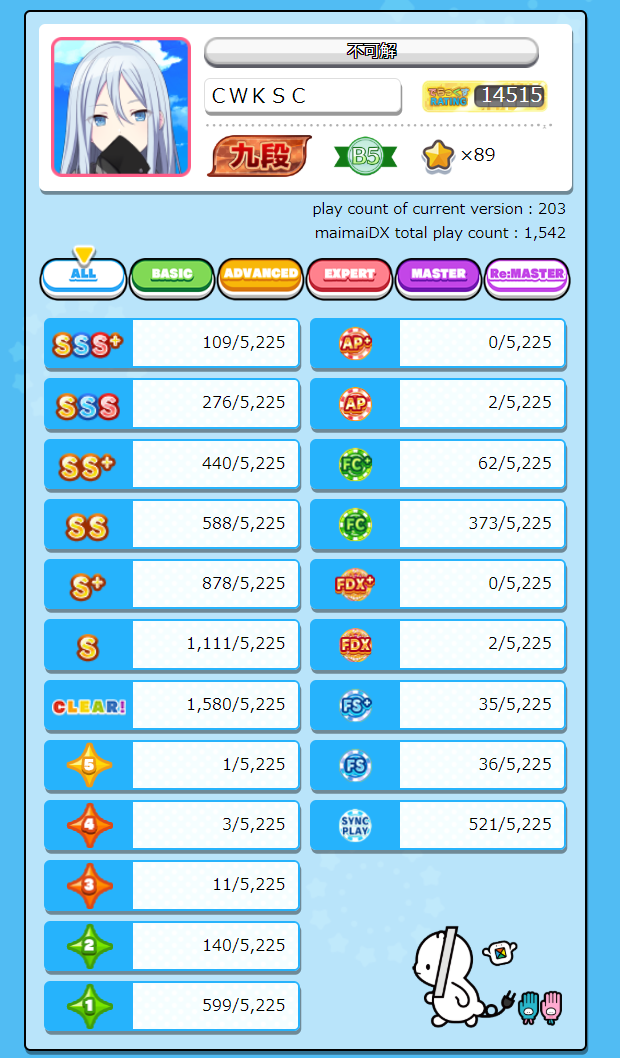 不可解
ＣＷＫＳＣ
でらっくす RATING 14515
九段 B5 ×89
play count of current version：203
maimaiDX total play count：1,542
ALL BASIC ADVANCED EXPERT MASTER Re:MASTER
SSS+ 109/5,225
AP+ 0/5,225
SSS 276/5,225
AP 2/5,225
SS+ 440/5,225
FC+ 62/5,225
SS 588/5,225
FC 373/5,225
S+ 878/5,225
FDX+ 0/5,225
S 1,111/5,225
FDX 2/5,225
CLEAR! 1,580/5,225
FS+ 35/5,225
5 1/5,225
FS 36/5,225
4 3/5,225
SYNC PLAY 521/5,225
3 11/5,225
2 140/5,225
1 599/5,225